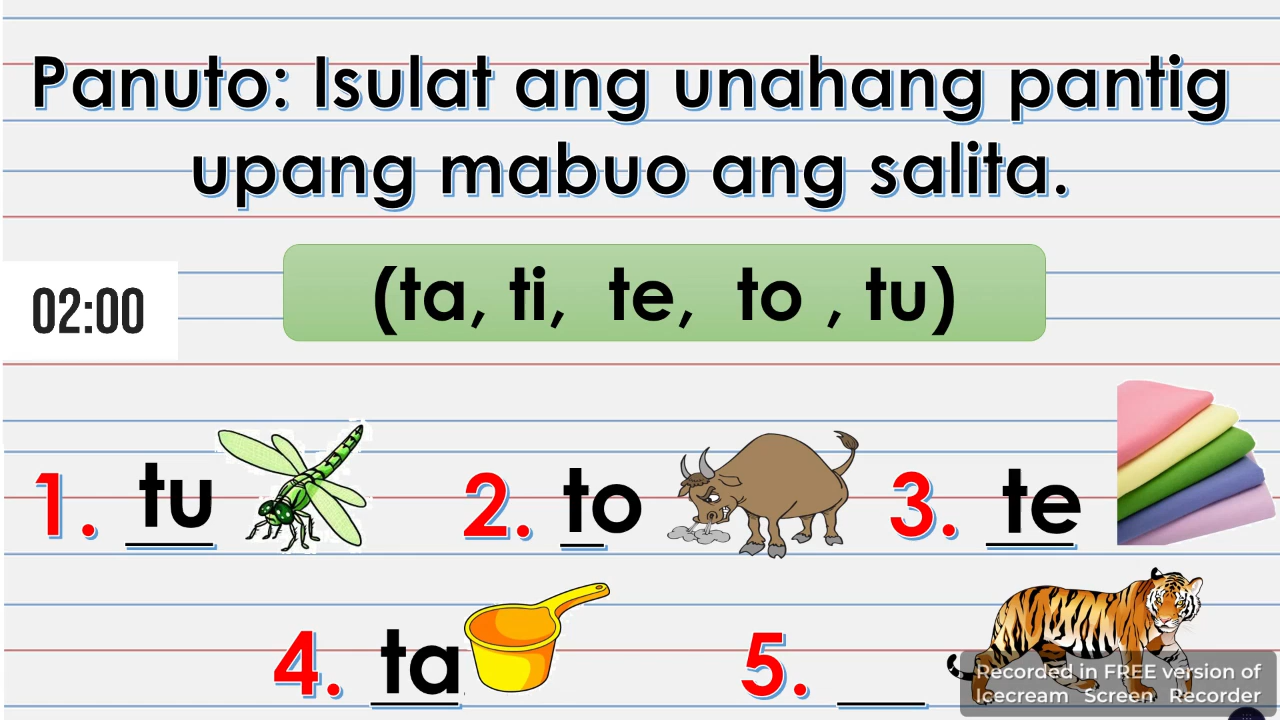 Panuto: Isulat ang unahang pantig
upang mabuo ang salita.
(ta, ti, te, to , tu)
02:00
1. tu
2. to
3. te
4. ta
5. ___
Recorded in FREE version of
Icecream Screen Recorder